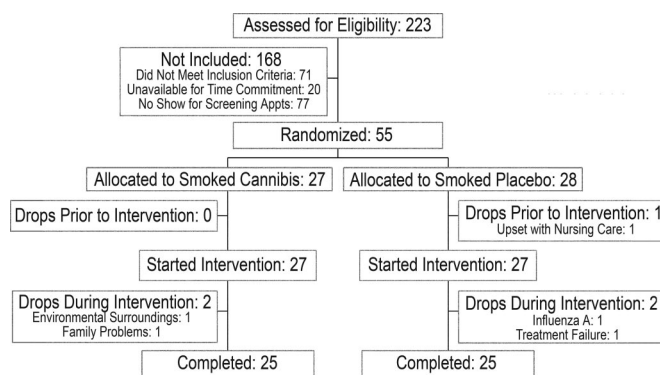 Assessed for Eligibility: 223
Not Included: 168
Did Not Meet Inclusion Criteria: 71
Unavailable for Time Commitment: 20
No Show for Screening Appts: 77
Randomized: 55
Allocated to Smoked Cannibis: 27
Allocated to Smoked Placebo: 28
Drops Prior to Intervention: 0
Drops Prior to Intervention: 1
Upset with Nursing Care: 1
Started Intervention: 27
Started Intervention: 27
Drops During Intervention: 2
Environmental Surroundings: 1
Family Problems: 1
Drops During Intervention: 2
Influenza A: 1
Treatment Failure: 1
Completed: 25
Completed: 25